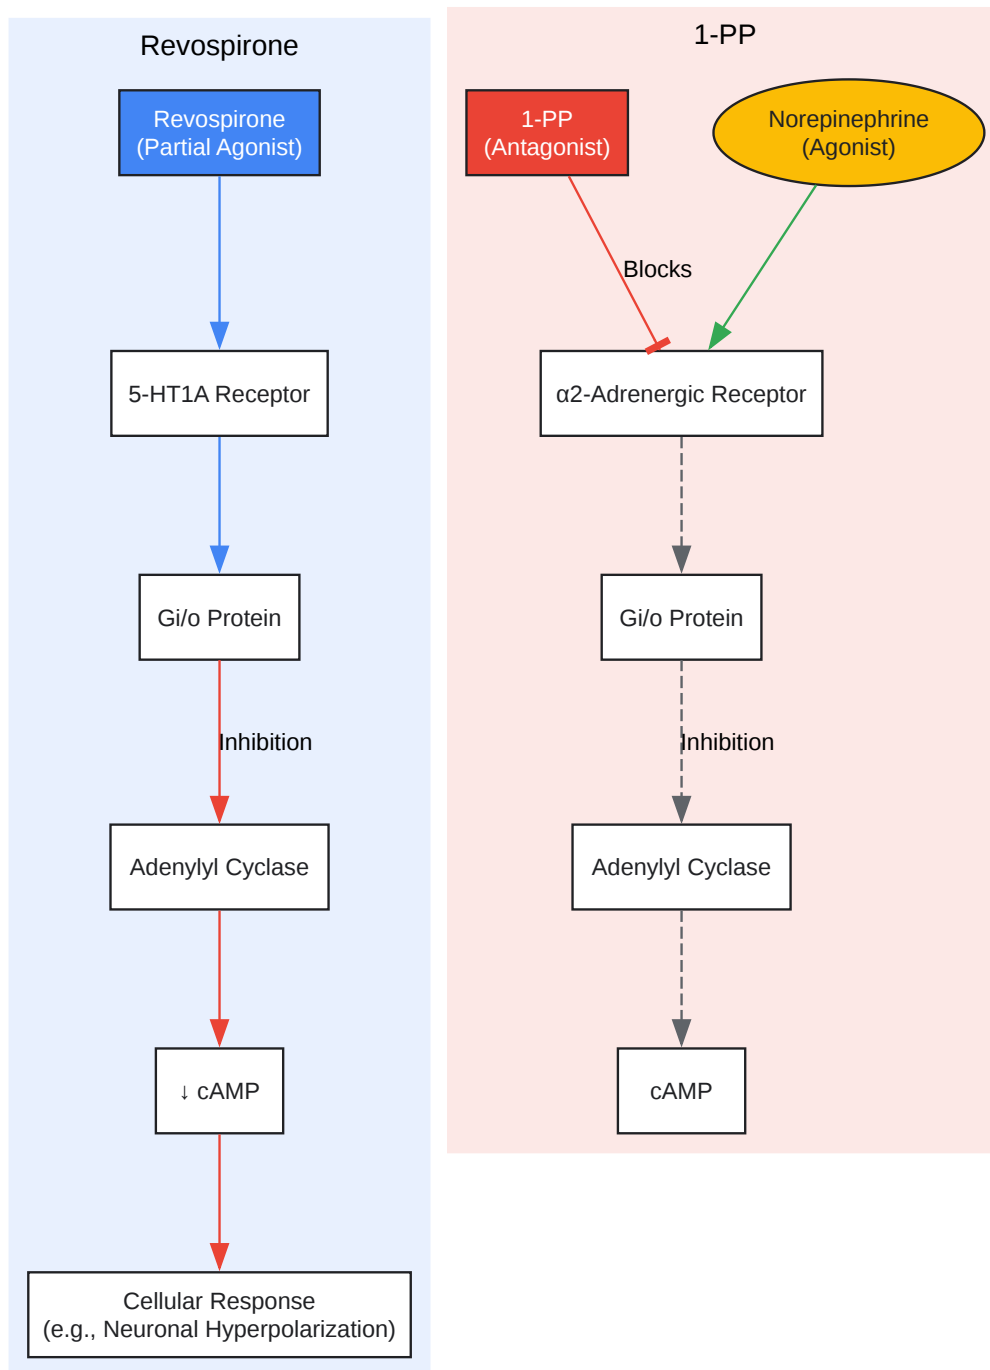 Revospirone
Revospirone
(Partial Agonist)
5-HT1A Receptor
Gi/o Protein
Inhibition
Adenylyl Cyclase
↓ cAMP
Cellular Response
(e.g., Neuronal Hyperpolarization)
1-PP
1-PP
(Antagonist)
Norepinephrine
(Agonist)
Blocks
α2-Adrenergic Receptor
Gi/o Protein
Inhibition
Adenylyl Cyclase
cAMP